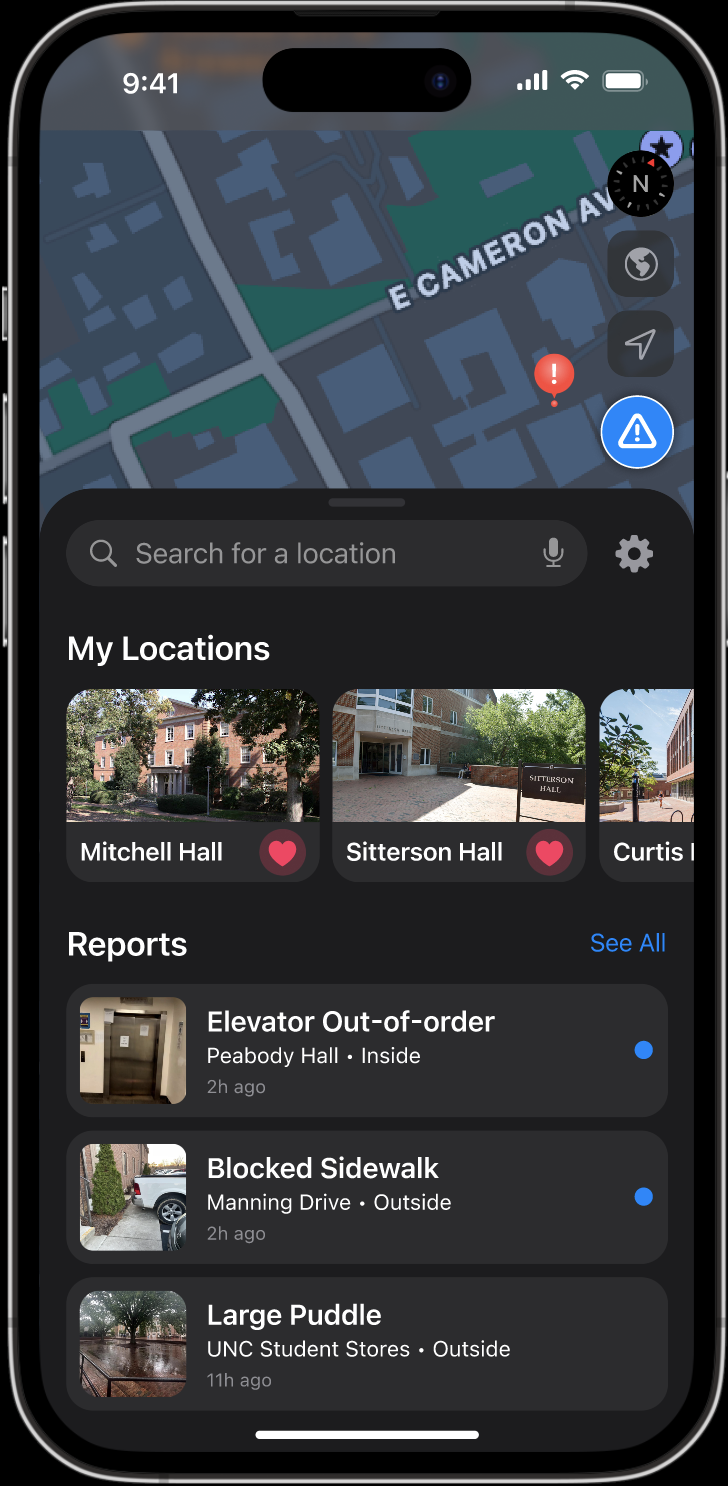 9:41
E CAMERON AV
N
!
Search for a location
My Locations
SITTERSON
HALL
Mitchell Hall
Sitterson Hall
Curtis
Reports
See All
Elevator Out-of-order
Peabody Hall • Inside
2h ago
Blocked Sidewalk
Manning Drive • Outside
2h ago
Large Puddle
UNC Student Stores • Outside
11h ago